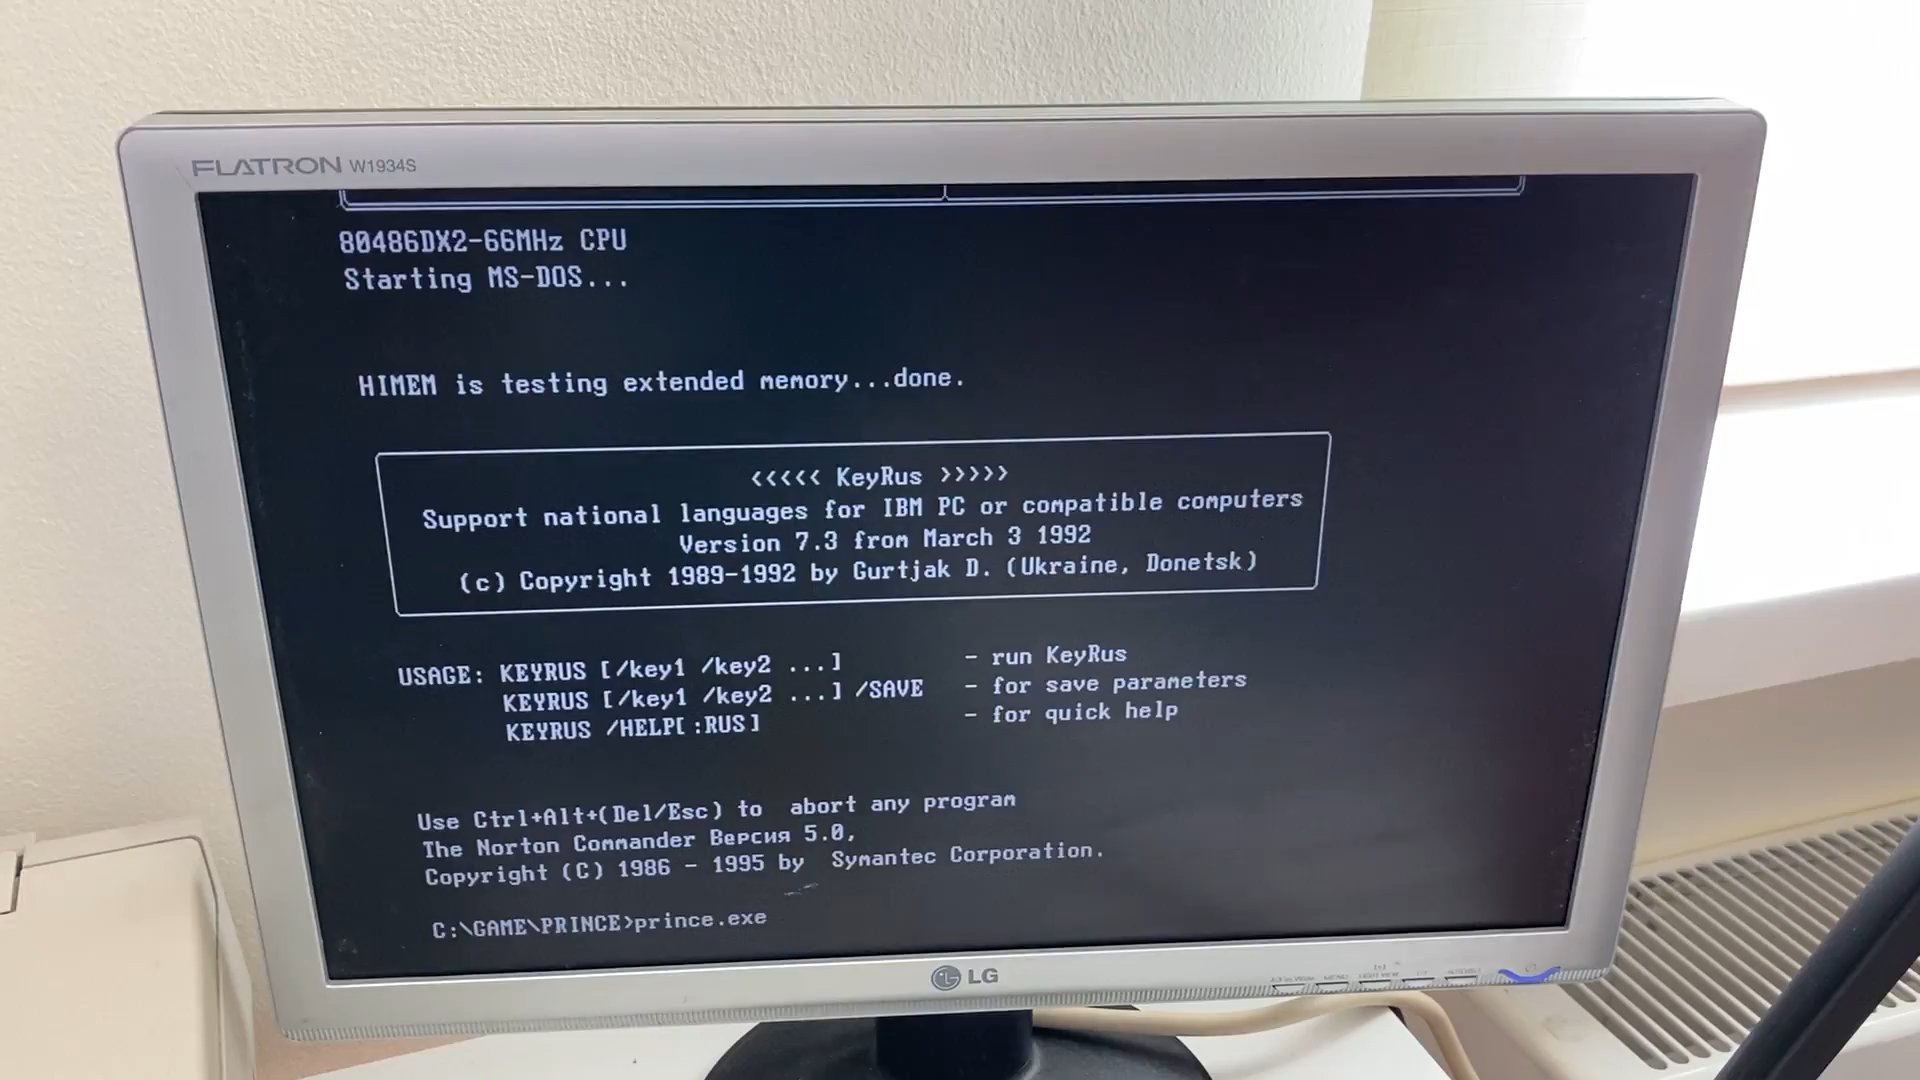 FLATRON W1934S
80486DX2-66MHz CPU
Starting MS-DOS...
HIMEM is testing extended memory...done.
<<<<< KeyRus >>>>>
Support national languages for IBM PC or compatible computers
Version 7.3 from March 3 1992
(c) Copyright 1989-1992 by Gurtjak D. (Ukraine, Donetsk)
USAGE: KEYRUS [/key1 /key2 ...] - run KeyRus
KEYRUS [/key1 /key2 ...] /SAVE - for save parameters
KEYRUS /HELP[:RUS] - for quick help
Use Ctrl+Alt+(Del/Esc) to abort any program
The Norton Commander Версия 5.0,
Copyright (C) 1986 - 1995 by Symantec Corporation.
C:\GAME\PRINCE>prince.exe
LG